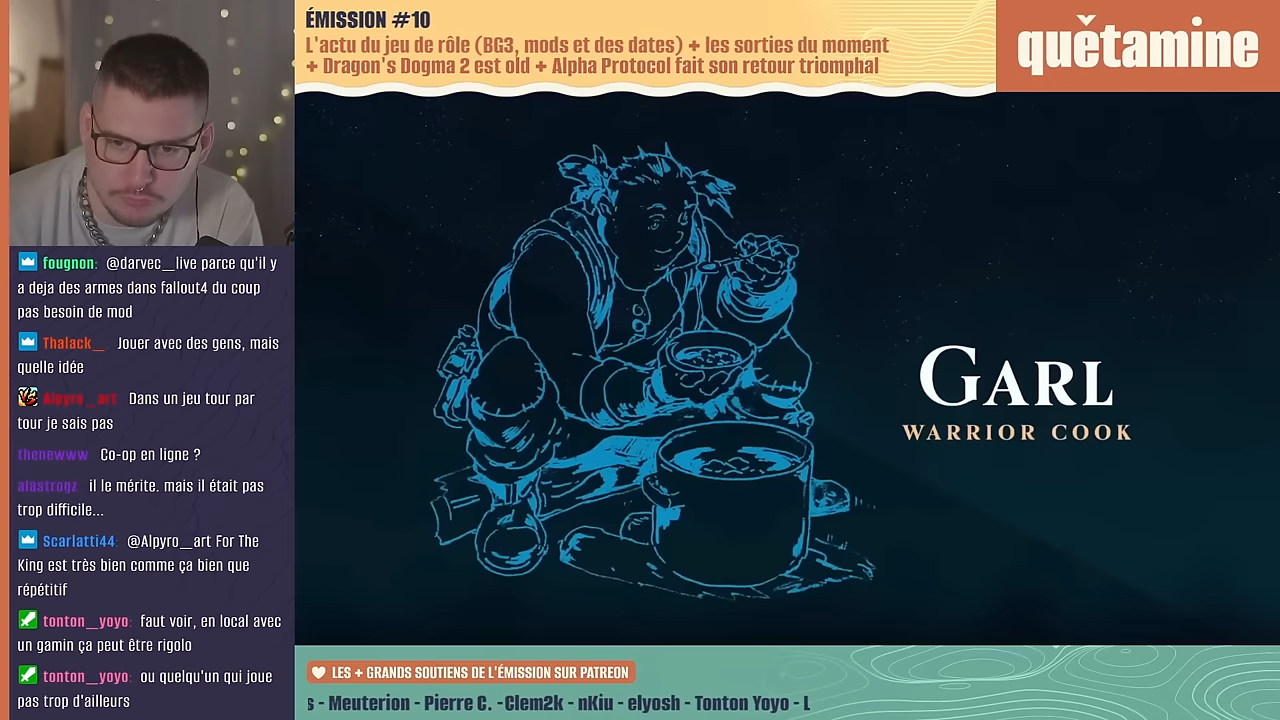 ÉMISSION #10
L'actu du jeu de rôle (BG3, mods et des dates) + les sorties du moment
+ Dragon's Dogma 2 est old + Alpha Protocol fait son retour triomphal
quětamine
fougnon: @darvec__live parce qu'il y
a deja des armes dans fallout4 du coup
pas besoin de mod
Thalack__ Jouer avec des gens, mais
quelle idée
Alpyro__art Dans un jeu tour par
tour je sais pas
thenewww Co-op en ligne ?
alastrogz il le mérite. mais il était pas
trop difficile...
Scarlatti44: @Alpyro__art For The
King est très bien comme ça bien que
répétitif
tonton__yoyo: faut voir, en local avec
un gamin ça peut être rigolo
tonton__yoyo: ou quelqu'un qui joue
pas trop d'ailleurs
GARL
WARRIOR COOK
LES + GRANDS SOUTIENS DE L'ÉMISSION SUR PATREON
s - Meuterion - Pierre C. -Clem2k - nKiu - elyosh - Tonton Yoyo - L